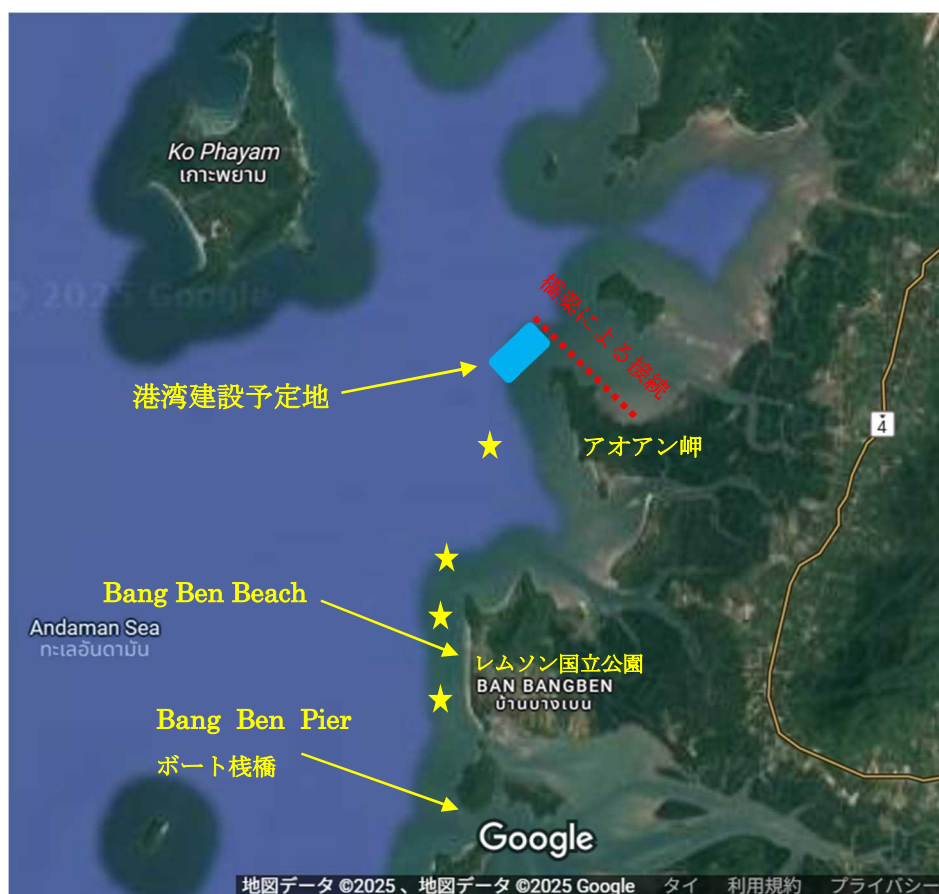 Ko Phayam
เกาะพยาม
© 2025 Google
橋梁による接続
港湾建設予定地
4
アオアン岬
Bang Ben Beach
Andaman Sea
ทะเลอันดามัน
レムソン国立公園
BAN BANGBEN
บ้านบางเบน
Bang Ben Pier
ボート桟橋
Google
地図データ ©2025 、地図データ ©2025 Google タイ 利用規約 プライバシー